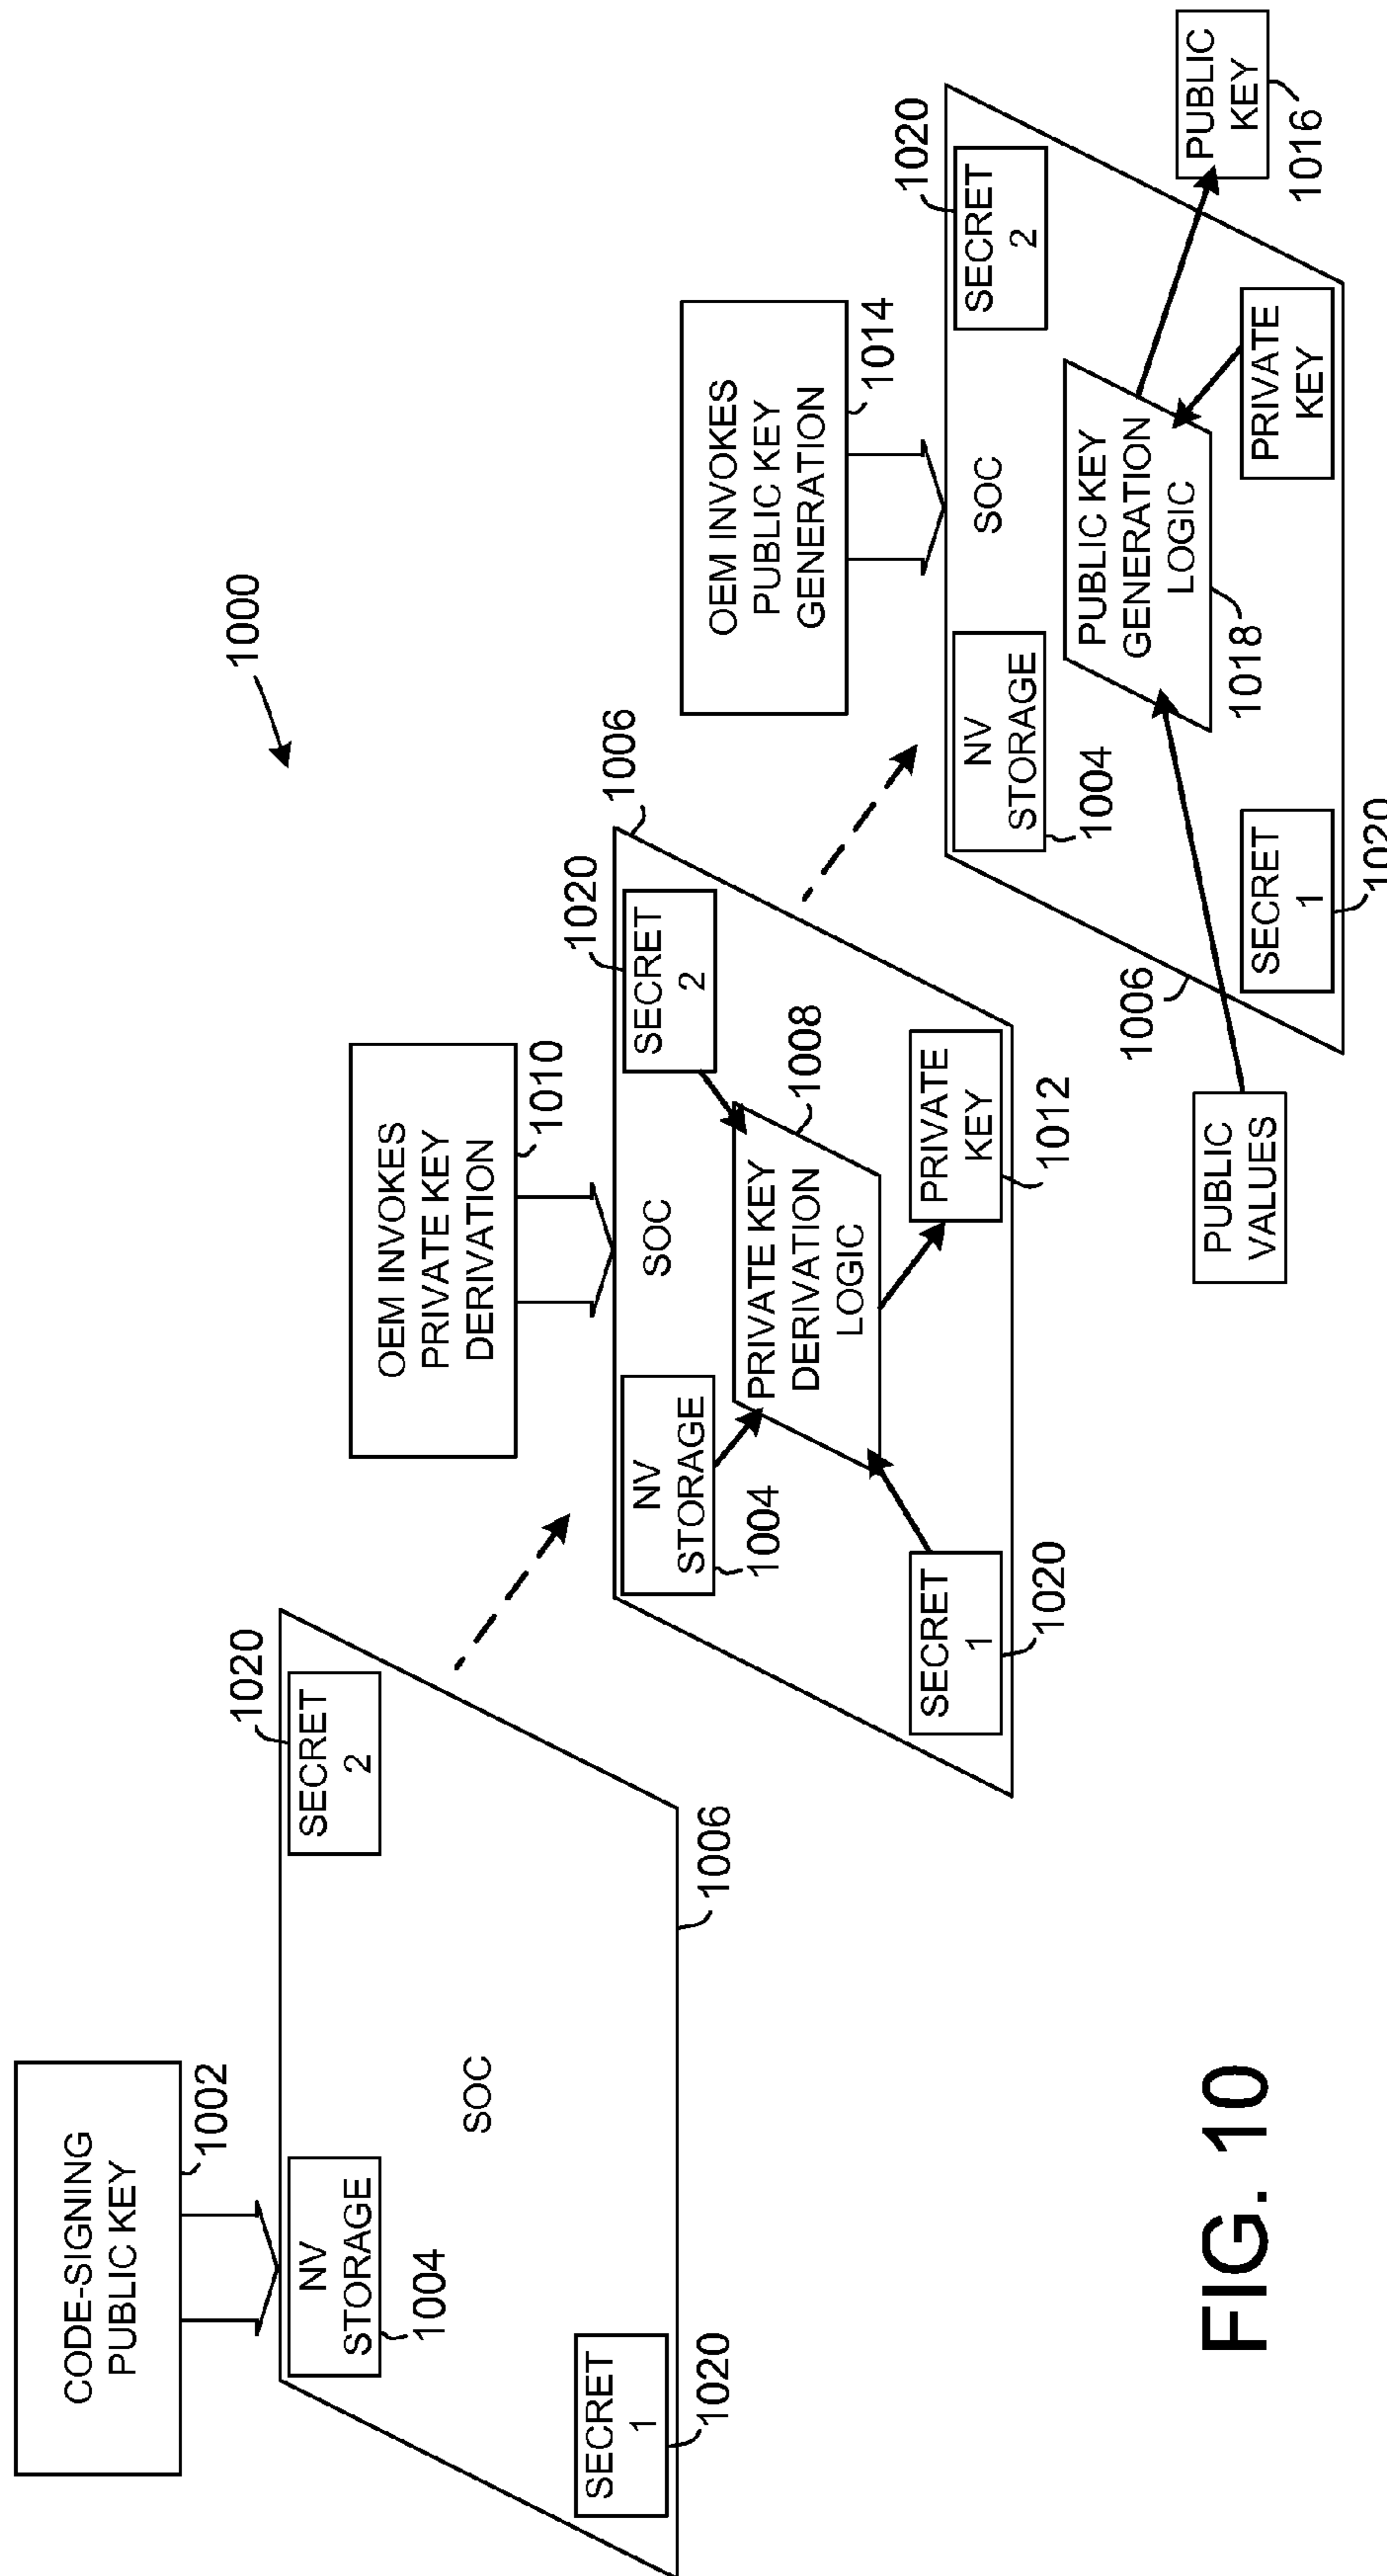 1000
CODE-SIGNING
PUBLIC KEY
1002
NV
STORAGE
1004
SECRET
2
1020
SOC
SECRET
1
1020
1006
OEM INVOKES
PRIVATE KEY
DERIVATION
1010
1006
NV
STORAGE
1004
SOC
SECRET
2
1020
PRIVATE KEY
DERIVATION
LOGIC
1008
SECRET
1
1020
PRIVATE
KEY
1012
OEM INVOKES
PUBLIC KEY
GENERATION
1014
NV
STORAGE
1004
SOC
SECRET
2
1020
PUBLIC KEY
GENERATION
LOGIC
1018
SECRET
1
1020
PRIVATE
KEY
1006
PUBLIC
VALUES
PUBLIC
KEY
1016
FIG. 10